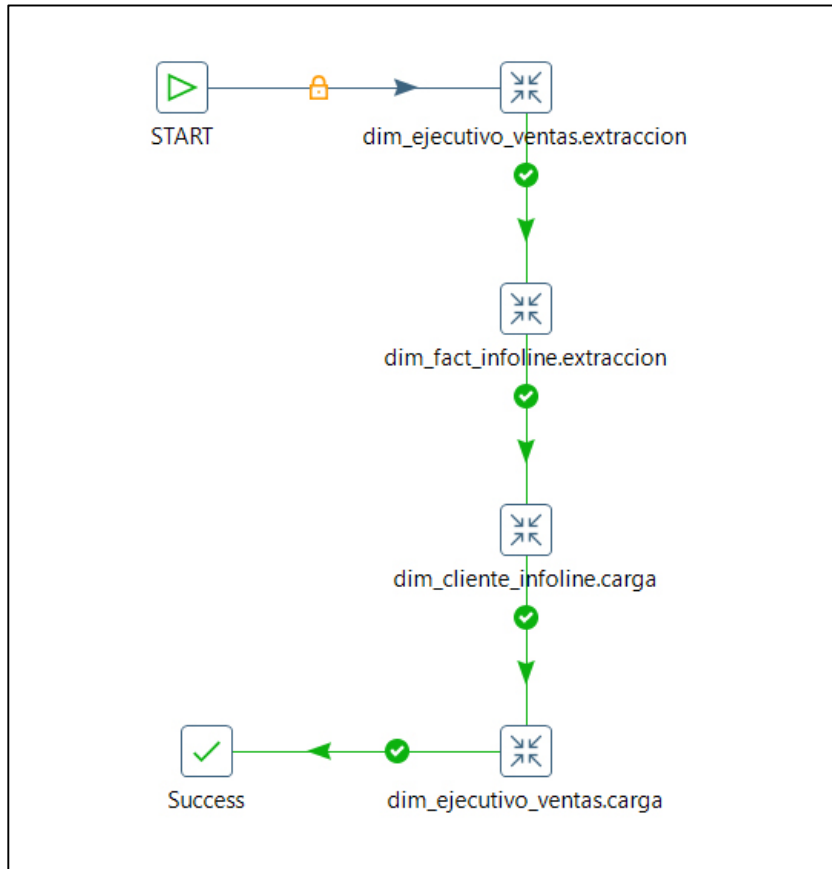 START
dim_ejecutivo_ventas.extraccion
dim_fact_infoline.extraccion
dim_cliente_infoline.carga
Success
dim_ejecutivo_ventas.carga